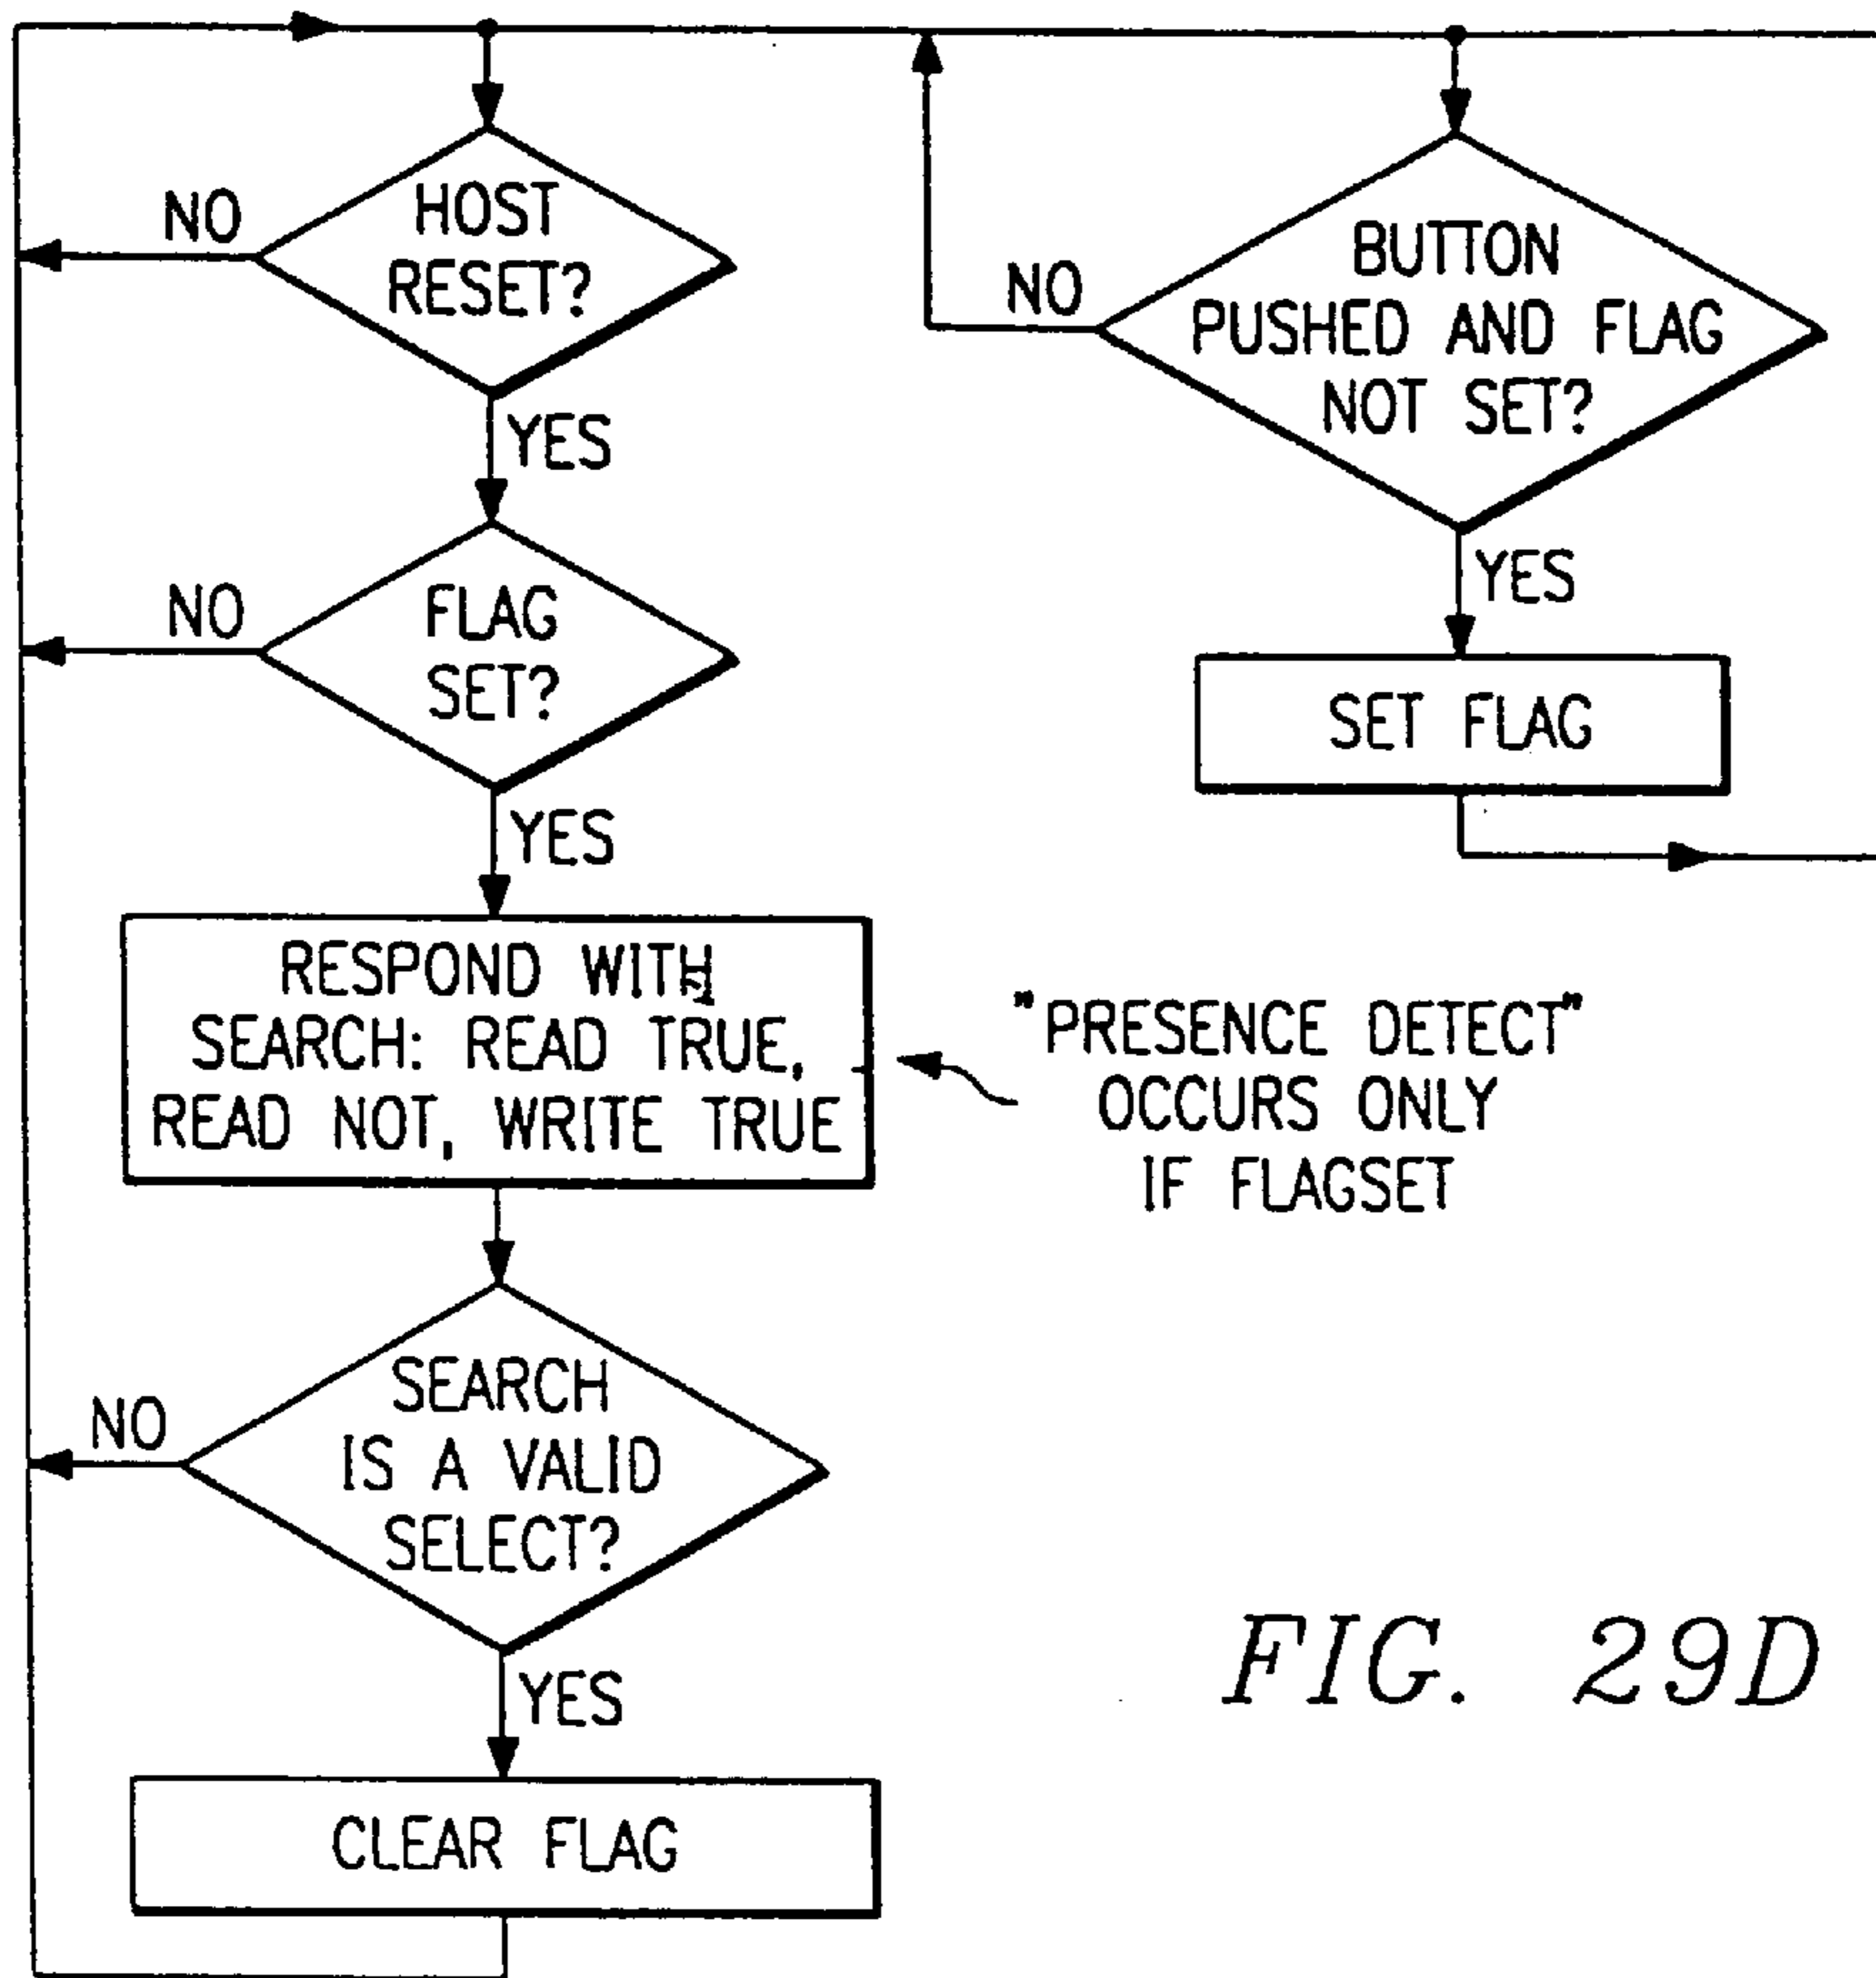 HOST
RESET?
NO
YES
FLAG
SET?
NO
YES
RESPOND WITH
SEARCH: READ TRUE,
READ NOT, WRITE TRUE
"PRESENCE DETECT"
OCCURS ONLY
IF FLAGSET
SEARCH
IS A VALID
SELECT?
NO
YES
CLEAR FLAG
BUTTON
PUSHED AND FLAG
NOT SET?
NO
YES
SET FLAG
FIG. 29D